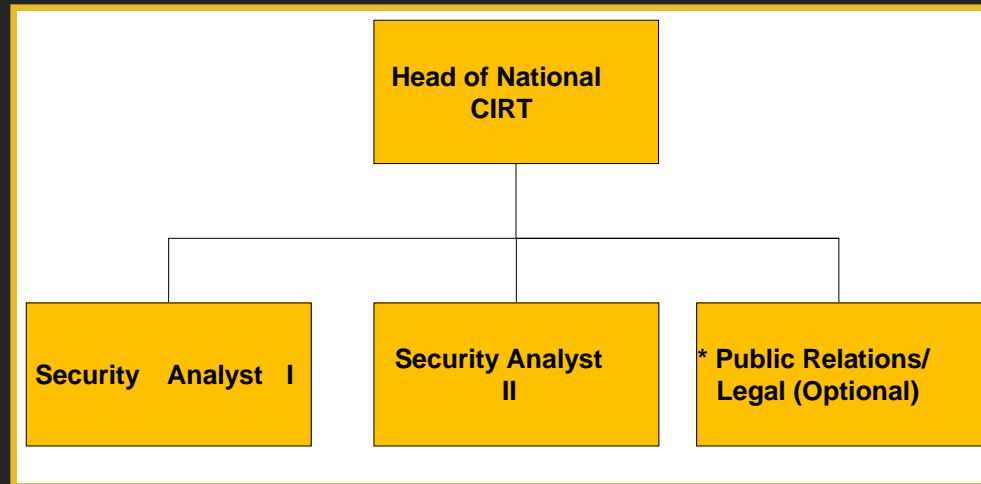 Head of National
CIRT
Security Analyst I
Security Analyst
II
* Public Relations/
Legal (Optional)